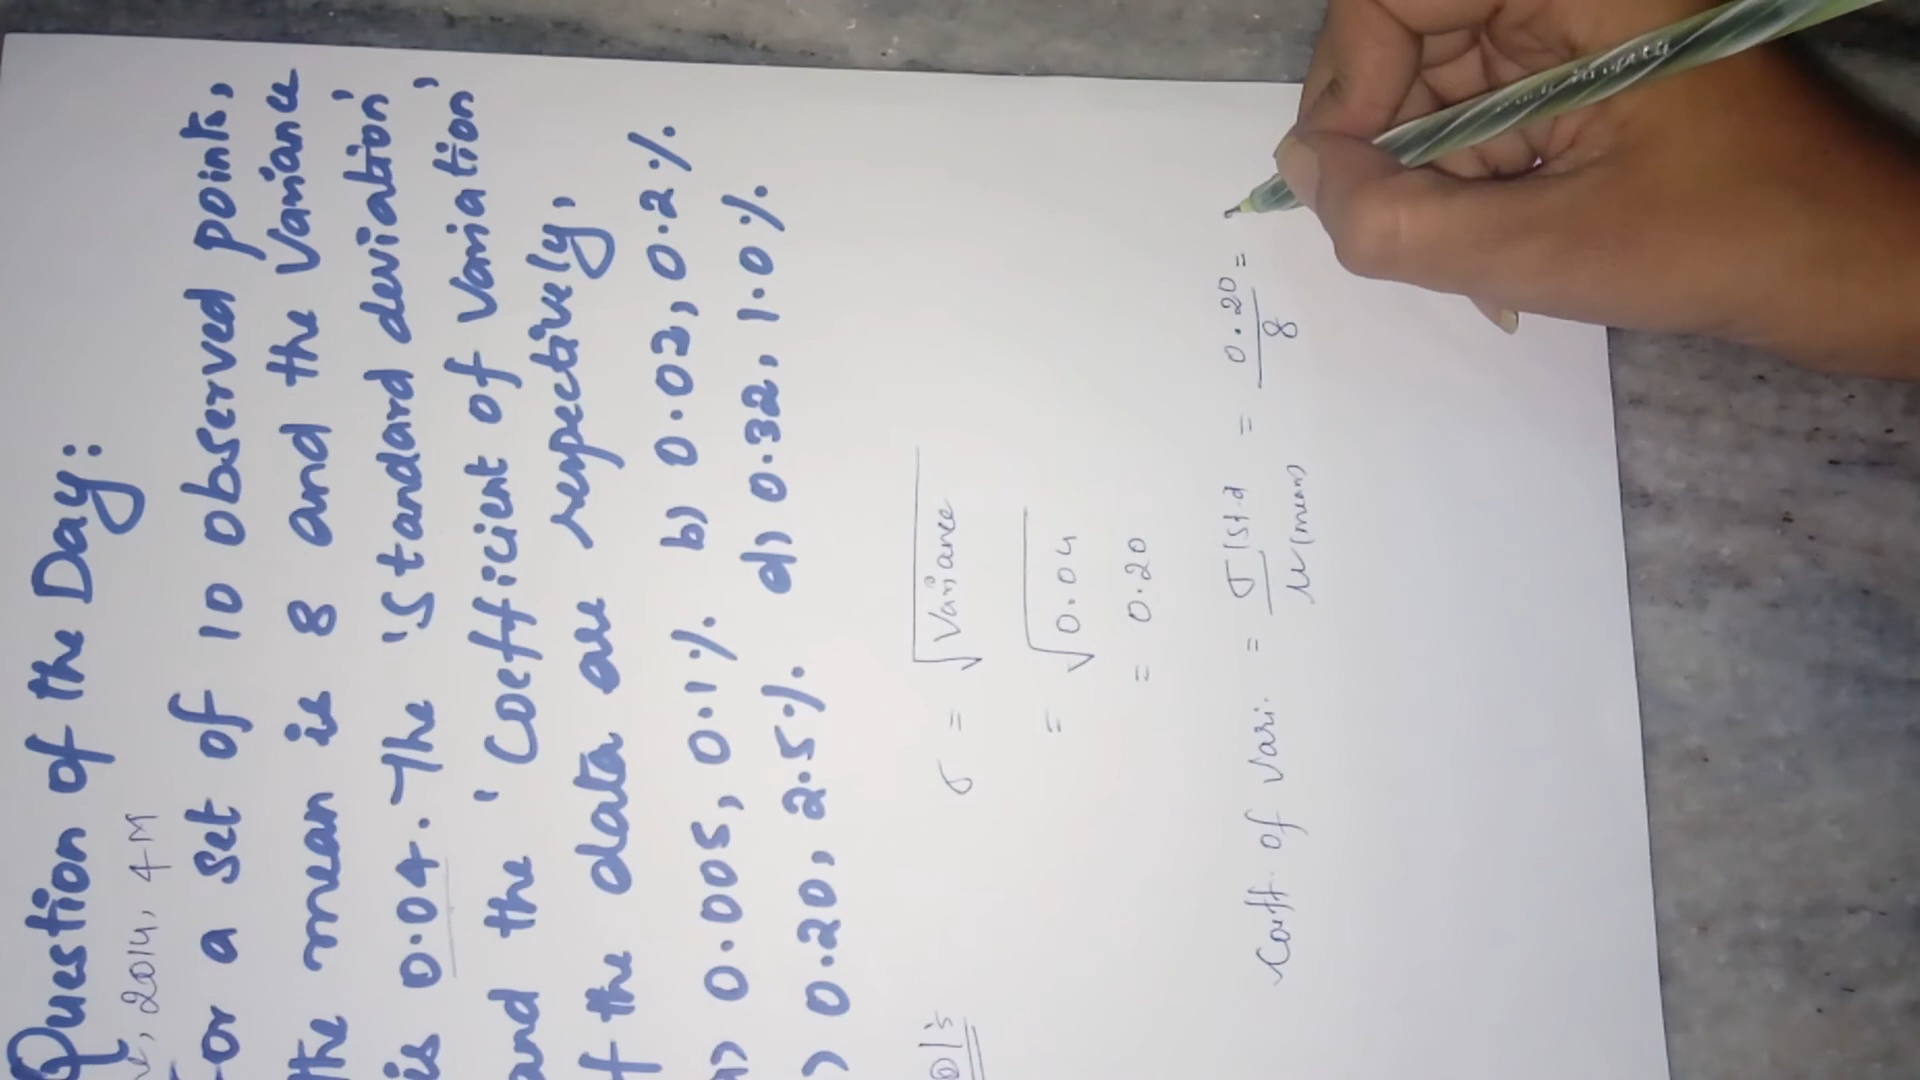 Question of the Day:
, 2014, 4M
For a set of 10 observed points,
the mean is 8 and the Variance
is 0.04. The 'Standard deviation'
and the 'Coefficient of Variation'
of the data are respectively,
a) 0.005, 0.1% b) 0.02, 0.2%
) 0.20, 2.5% d) 0.32, 1.0%
σ = √Variance
= √0.04
= 0.20
Coeff. of Vari. = σ(st.d / μ(mean) = 0.20/8 =